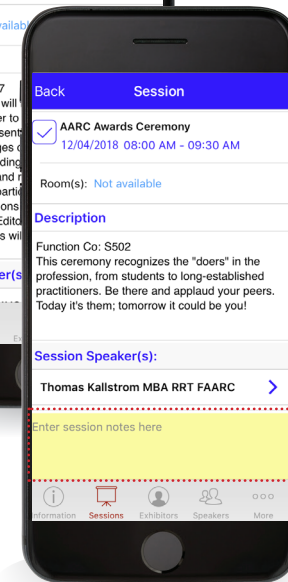 Back
Session
AARC Awards Ceremony
12/04/2018 08:00 AM - 09:30 AM
Room(s): Not available
Description
Function Co: S502
This ceremony recognizes the "doers" in the
profession, from students to long-established
practitioners. Be there and applaud your peers.
Today it's them; tomorrow it could be you!
Session Speaker(s):
Thomas Kallstrom MBA RRT FAARC
Enter session notes here
Information
Sessions
Exhibitors
Speakers
More